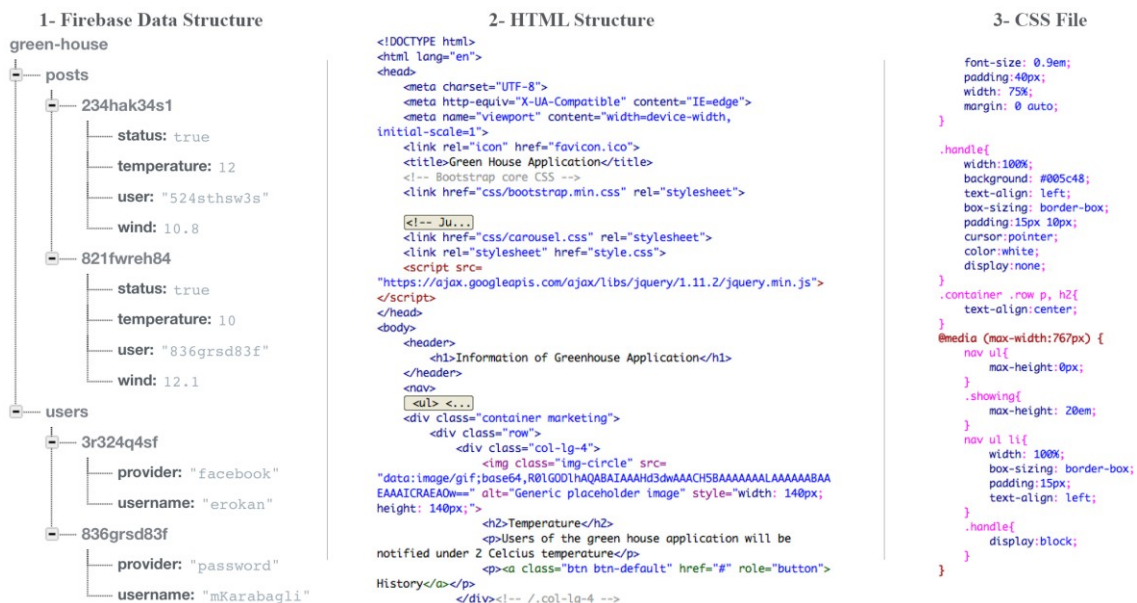 1- Firebase Data Structure
green-house
posts
234hak34s1
status: true
temperature: 12
user: "524sthsw3s"
wind: 10.8
821fwreh84
status: true
temperature: 10
user: "836grsd83f"
wind: 12.1
users
3r324q4sf
provider: "facebook"
username: "erokan"
836grsd83f
provider: "password"
username: "mKarabagli"
2- HTML Structure
<!DOCTYPE html>
<html lang="en">
<head>
<meta charset="UTF-8">
<meta http-equiv="X-UA-Compatible" content="IE=edge">
<meta name="viewport" content="width=device-width,
initial-scale=1">
<link rel="icon" href="favicon.ico">
<title>Green House Application</title>
<!-- Bootstrap core CSS -->
<link href="css/bootstrap.min.css" rel="stylesheet">
<!-- Ju...
<link href="css/carousel.css" rel="stylesheet">
<link rel="stylesheet" href="style.css">
<script src=
"https://ajax.googleapis.com/ajax/libs/jquery/1.11.2/jquery.min.js">
</script>
</head>
<body>
<header>
<h1>Information of Greenhouse Application</h1>
</header>
<nav>
<ul> <...
<div class="container marketing">
<div class="row">
<div class="col-lg-4">
<img class="img-circle" src=
"data:image/gif;base64,R0lGODlhAQABAIAAAHd3dwAAACH5BAAAAAAALAAAAAABAA
EAAAICRAEAOw==" alt="Generic placeholder image" style="width: 140px;
height: 140px;">
<h2>Temperature</h2>
<p>Users of the green house application will be
notified under 2 Celcius temperature</p>
<p><a class="btn btn-default" href="#" role="button">
History</a></p>
</div><!-- /.col-lg-4 -->
3- CSS File
font-size: 0.9em;
padding:40px;
width: 75%;
margin: 0 auto;
}
.handle{
width:100%;
background: #005c48;
text-align: left;
box-sizing: border-box;
padding:15px 10px;
cursor:pointer;
color:white;
display:none;
}
.container .row p, h2{
text-align:center;
}
@media (max-width:767px) {
nav ul{
max-height:0px;
}
.showing{
max-height: 20em;
}
nav ul li{
width: 100%;
box-sizing: border-box;
padding:15px;
text-align: left;
}
.handle{
display:block;
}
}